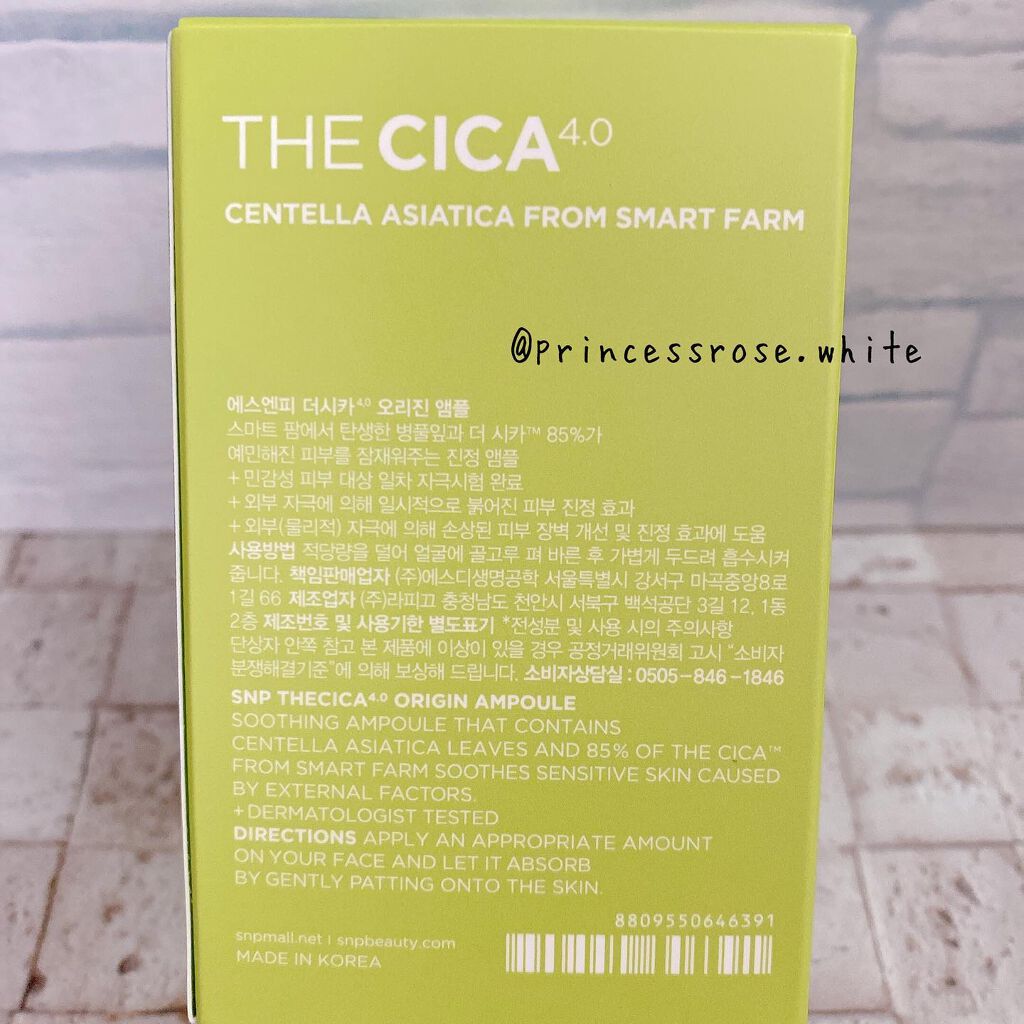 THE CICA 4.0
CENTELLA ASIATICA FROM SMART FARM
@princessrose.white
에스엔피 더시카 4.0 오리진 앰플
스마트 팜에서 탄생한 병풀잎과 더 시카™ 85%가
예민해진 피부를 잠재워주는 진정 앰플
+민감성 피부 대상 일차 자극시험 완료
+외부 자극에 의해 일시적으로 붉어진 피부 진정 효과
+외부(물리적) 자극에 의해 손상된 피부 장벽 개선 및 진정 효과에 도움
사용방법 적당량을 덜어 얼굴에 골고루 펴 바른 후 가볍게 두드려 흡수시켜
줍니다. 책임판매업자 (주)에스디생명공학 서울특별시 강서구 마곡중앙8로
1길 66 제조업자 (주)라피끄 충청남도 천안시 서북구 백석공단 3길 12, 1동
2층 제조번호 및 사용기한 별도표기 *전성분 및 사용 시의 주의사항
단상자 안쪽 참고 본 제품에 이상이 있을 경우 공정거래위원회 고시 "소비자
분쟁해결기준"에 의해 보상해 드립니다. 소비자상담실 : 0505-846-1846
SNP THECICA 4.0 ORIGIN AMPOULE
SOOTHING AMPOULE THAT CONTAINS
CENTELLA ASIATICA LEAVES AND 85% OF THE CICA™
FROM SMART FARM SOOTHES SENSITIVE SKIN CAUSED
BY EXTERNAL FACTORS.
+DERMATOLOGIST TESTED
DIRECTIONS APPLY AN APPROPRIATE AMOUNT
ON YOUR FACE AND LET IT ABSORB
BY GENTLY PATTING ONTO THE SKIN.
8809550646391
snpmall.net | snpbeauty.com
MADE IN KOREA